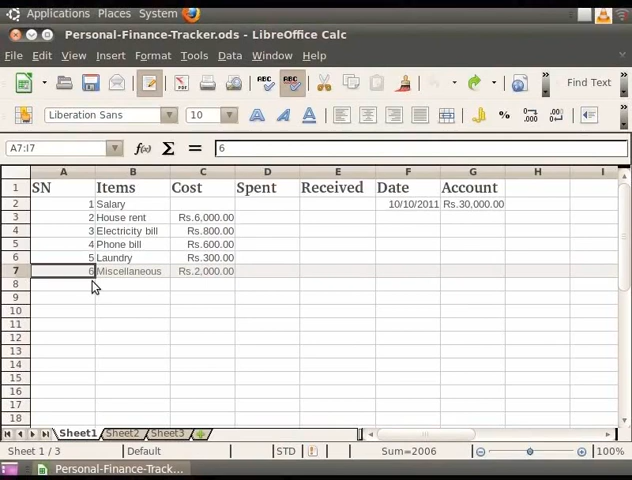 Applications Places System
Personal-Finance-Tracker.ods - LibreOffice Calc
File Edit View Insert Format Tools Data Window Help
PDF ABC ABC Find Text
Liberation Sans 10 A A A % 
A7:I7 f(x) Σ = 6
A B C D E F G H I
1 SN Items Cost Spent Received Date Account
2 1 Salary 10/10/2011 Rs.30,000.00
3 2 House rent Rs.6,000.00
4 3 Electricity bill Rs.800.00
5 4 Phone bill Rs.600.00
6 5 Laundry Rs.300.00
7 6 Miscellaneous Rs.2,000.00
8
9
10
11
12
13
14
15
16
17
18
Sheet1 Sheet2 Sheet3
Sheet 1 / 3 Default STD Sum=2006 100%
Personal-Finance-Track...